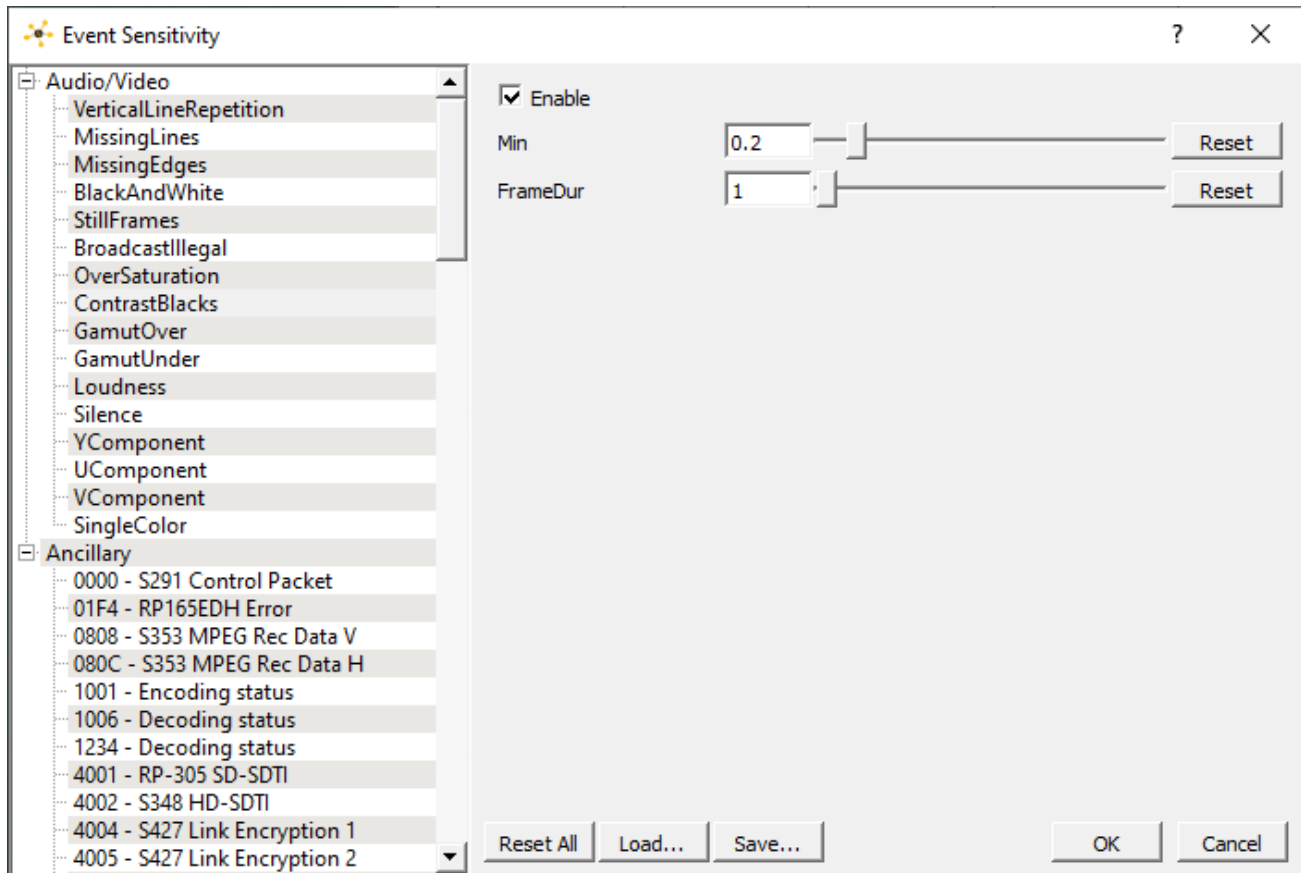 Event Sensitivity
?
Audio/Video
VerticalLineRepetition
MissingLines
MissingEdges
BlackAndWhite
StillFrames
BroadcastIllegal
OverSaturation
ContrastBlacks
GamutOver
GamutUnder
Loudness
Silence
YComponent
UComponent
VComponent
SingleColor
Ancillary
0000 - S291 Control Packet
01F4 - RP165EDH Error
0808 - S353 MPEG Rec Data V
080C - S353 MPEG Rec Data H
1001 - Encoding status
1006 - Decoding status
1234 - Decoding status
4001 - RP-305 SD-SDTI
4002 - S348 HD-SDTI
4004 - S427 Link Encryption 1
4005 - S427 Link Encryption 2
Enable
Min 0.2 Reset
FrameDur 1 Reset
Reset All Load... Save... OK Cancel